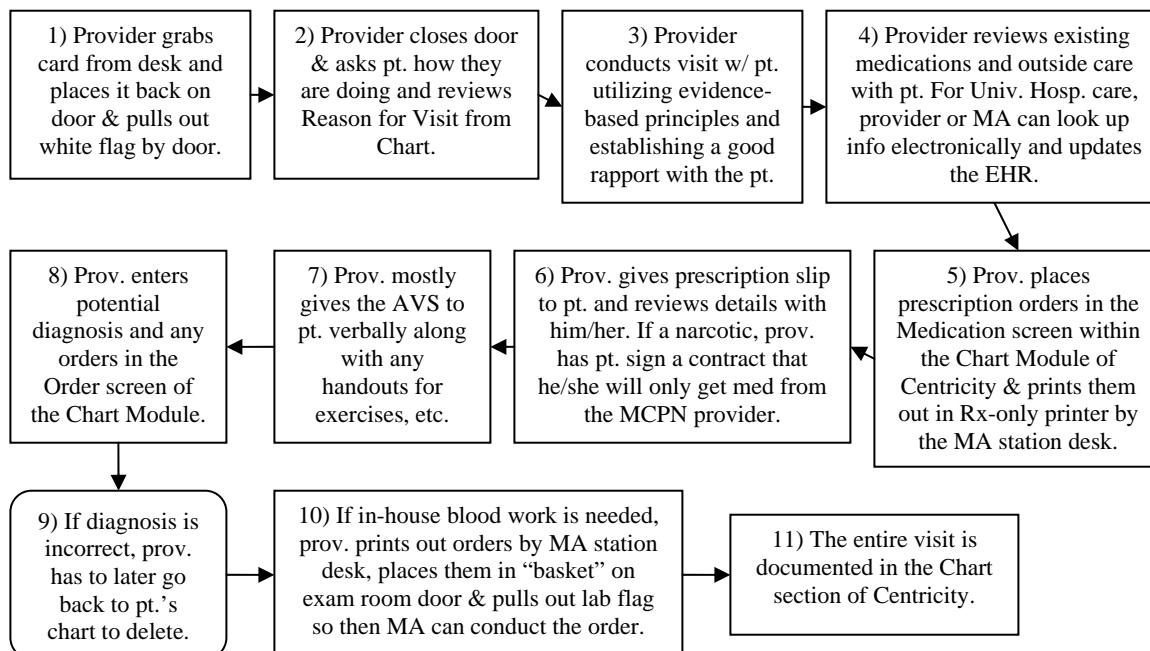 1) Provider grabs
card from desk and
places it back on
door & pulls out
white flag by door.
2) Provider closes door
& asks pt. how they
are doing and reviews
Reason for Visit from
Chart.
3) Provider
conducts visit w/ pt.
utilizing evidence-
based principles and
establishing a good
rapport with the pt.
4) Provider reviews existing
medications and outside care
with pt. For Univ. Hosp. care,
provider or MA can look up
info electronically and updates
the EHR.
5) Prov. places
prescription orders in the
Medication screen within
the Chart Module of
Centricity & prints them
out in Rx-only printer by
the MA station desk.
6) Prov. gives prescription slip
to pt. and reviews details with
him/her. If a narcotic, prov.
has pt. sign a contract that
he/she will only get med from
the MCPN provider.
7) Prov. mostly
gives the AVS to
pt. verbally along
with any
handouts for
exercises, etc.
8) Prov. enters
potential
diagnosis and any
orders in the
Order screen of
the Chart Module.
9) If diagnosis is
incorrect, prov.
has to later go
back to pt.'s
chart to delete.
10) If in-house blood work is needed,
prov. prints out orders by MA station
desk, places them in “basket” on
exam room door & pulls out lab flag
so then MA can conduct the order.
11) The entire visit is
documented in the Chart
section of Centricity.